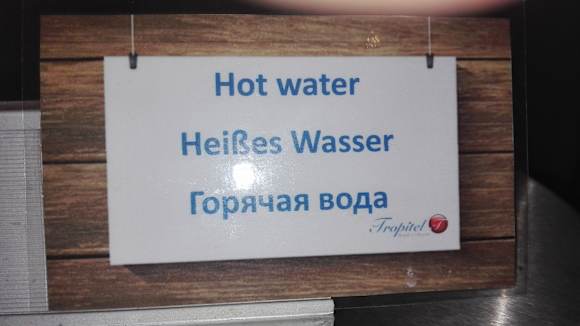 Hot water
Heißes Wasser
Горячая вода
Tropitel